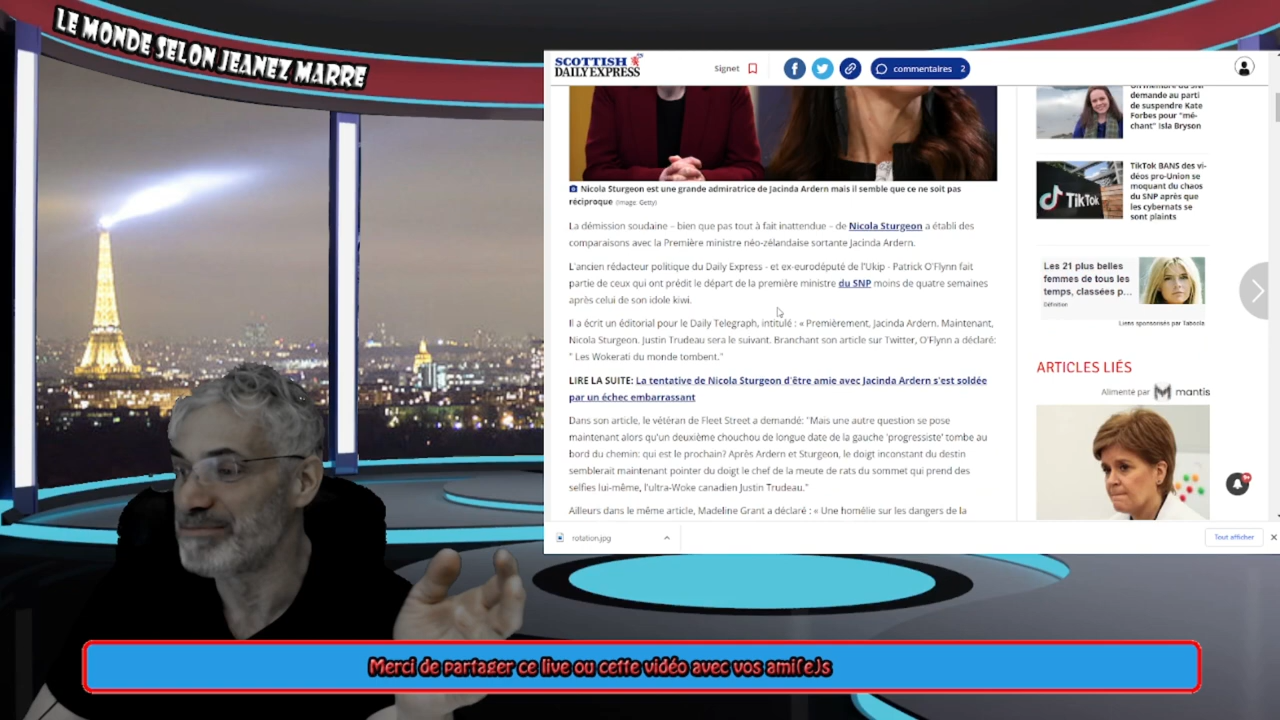 LE MONDE SELON JEANEZ MARRE
SCOTTISH
DAILY EXPRESS
Signet
commentaires 2
Nicola Sturgeon est une grande admiratrice de Jacinda Ardern mais il semble que ce ne soit pas
réciproque (Image: Getty)
La démission soudaine - bien que pas tout à fait inattendue - de Nicola Sturgeon a établi des
comparaisons avec la Première ministre néo-zélandaise sortante Jacinda Ardern.
L'ancien rédacteur politique du Daily Express - et ex-eurodéputé de l'Ukip - Patrick O'Flynn fait
partie de ceux qui ont prédit le départ de la première ministre du SNP moins de quatre semaines
après celui de son idole kiwi.
Il a écrit un éditorial pour le Daily Telegraph, intitulé : « Premièrement, Jacinda Ardern. Maintenant,
Nicola Sturgeon. Justin Trudeau sera le suivant. Branchant son article sur Twitter, O'Flynn a déclaré:
" Les Wokerati du monde tombent."
LIRE LA SUITE: La tentative de Nicola Sturgeon d'être amie avec Jacinda Ardern s'est soldée
par un échec embarrassant
Dans son article, le vétéran de Fleet Street a demandé: "Mais une autre question se pose
maintenant alors qu'un deuxième chouchou de longue date de la gauche 'progressiste' tombe au
bord du chemin: qui est le prochain? Après Ardern et Sturgeon, le doigt inconstant du destin
semblerait maintenant pointer du doigt le chef de la meute de rats du sommet qui prend des
selfies lui-même, l'ultra-Woke canadien Justin Trudeau."
Ailleurs dans le même article, Madeline Grant a déclaré : « Une homélie sur les dangers de la
demande au parti
de suspendre Kate
Forbes pour "mé-
chant" Isla Bryson
TikTok
TikTok BANS des vi-
déos pro-Union se
moquant du chaos
du SNP après que
les cybernats se
sont plaints
Les 21 plus belles
femmes de tous les
temps, classées p...
Définition
Liens sponsorisés par Taboola
ARTICLES LIÉS
Alimenté par mantis
9+
rotation.jpg
Tout afficher
Merci de partager ce live ou cette vidéo avec vos ami(e)s